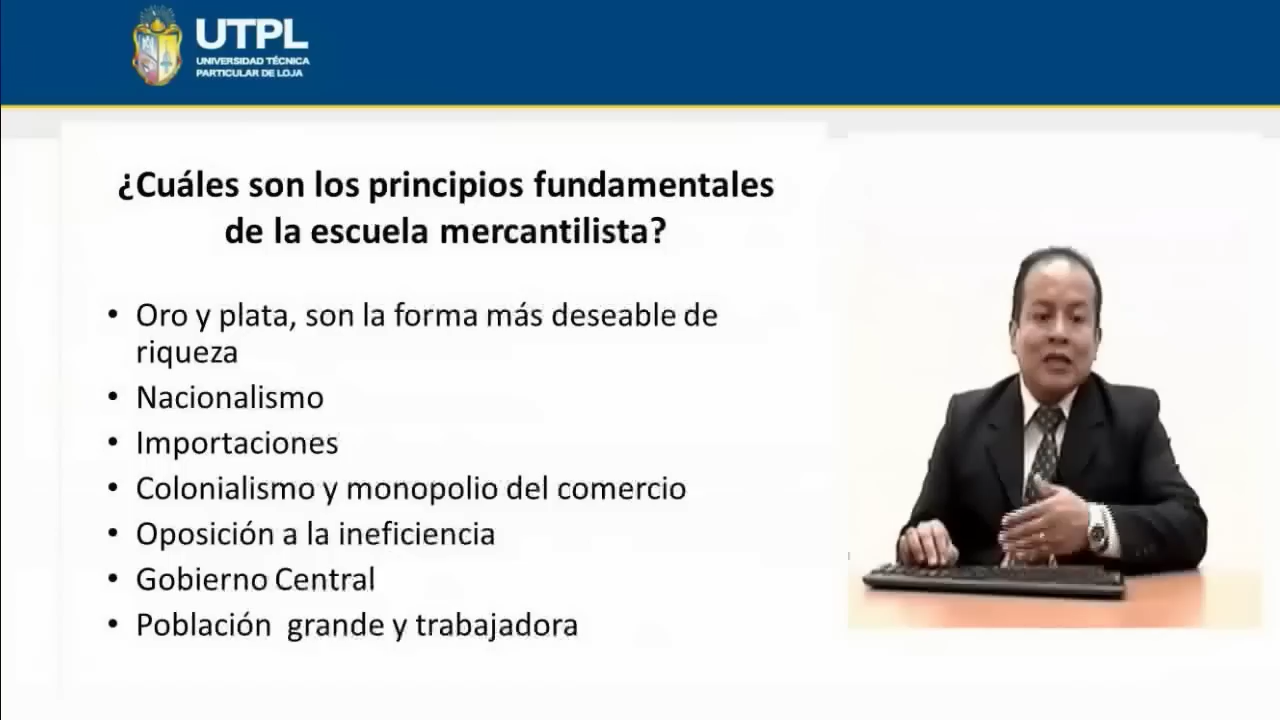 UTPL
UNIVERSIDAD TÉCNICA
PARTICULAR DE LOJA
¿Cuáles son los principios fundamentales
de la escuela mercantilista?
• Oro y plata, son la forma más deseable de
riqueza
• Nacionalismo
• Importaciones
• Colonialismo y monopolio del comercio
• Oposición a la ineficiencia
• Gobierno Central
• Población grande y trabajadora